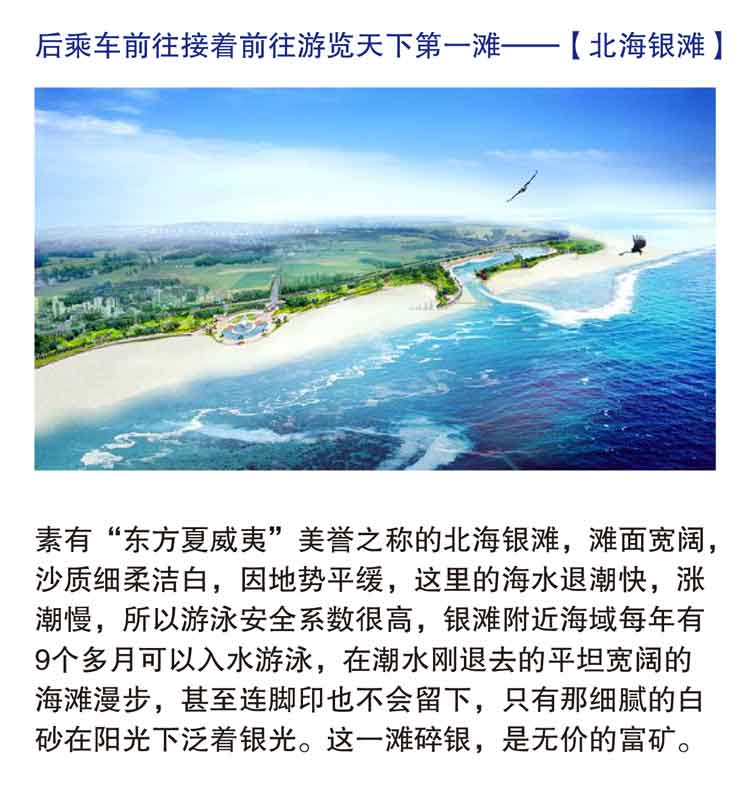 后乘车前往接着前往游览天下第一滩——【北海银滩】
素有“东方夏威夷”美誉之称的北海银滩，滩面宽阔，
沙质细柔洁白，因地势平缓，这里的海水退潮快，涨
潮慢，所以游泳安全系数很高，银滩附近海域每年有
9个多月可以入水游泳，在潮水刚退去的平坦宽阔的
海滩漫步，甚至连脚印也不会留下，只有那细腻的白
砂在阳光下泛着银光。这一滩碎银，是无价的富矿。